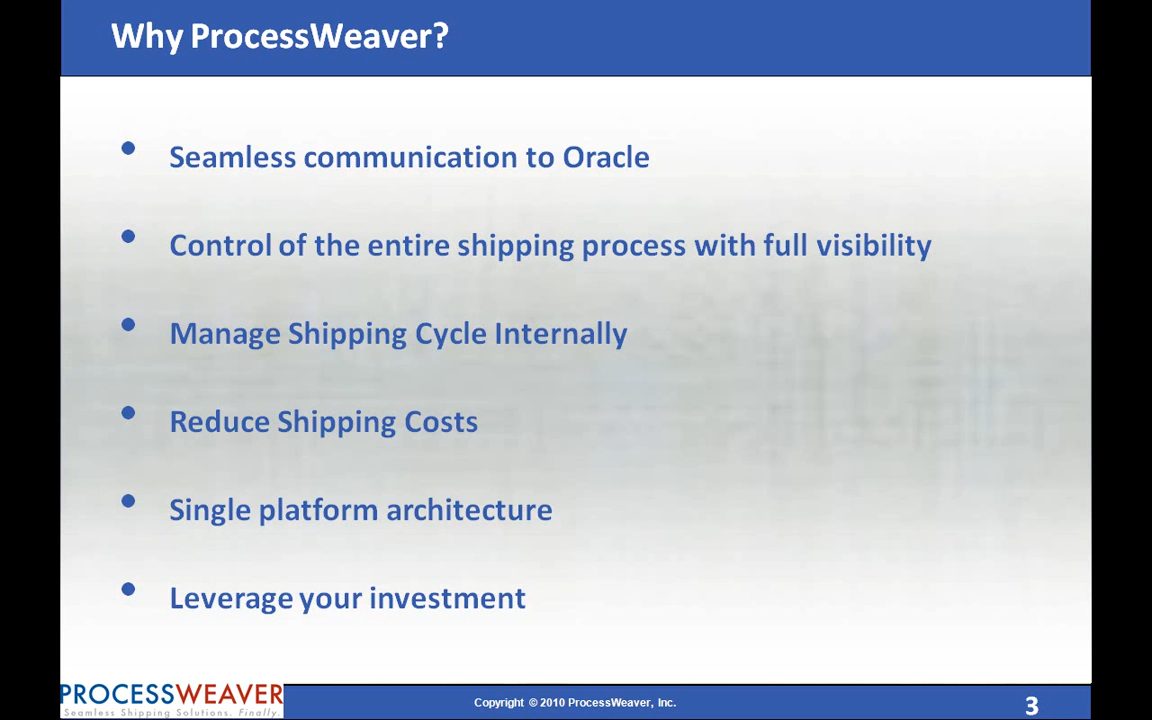 Why ProcessWeaver?
• Seamless communication to Oracle
• Control of the entire shipping process with full visibility
• Manage Shipping Cycle Internally
• Reduce Shipping Costs
• Single platform architecture
• Leverage your investment
PROCESSWEAVER
Seamless Shipping Solutions. Finally.
Copyright © 2010 ProcessWeaver, Inc.
3